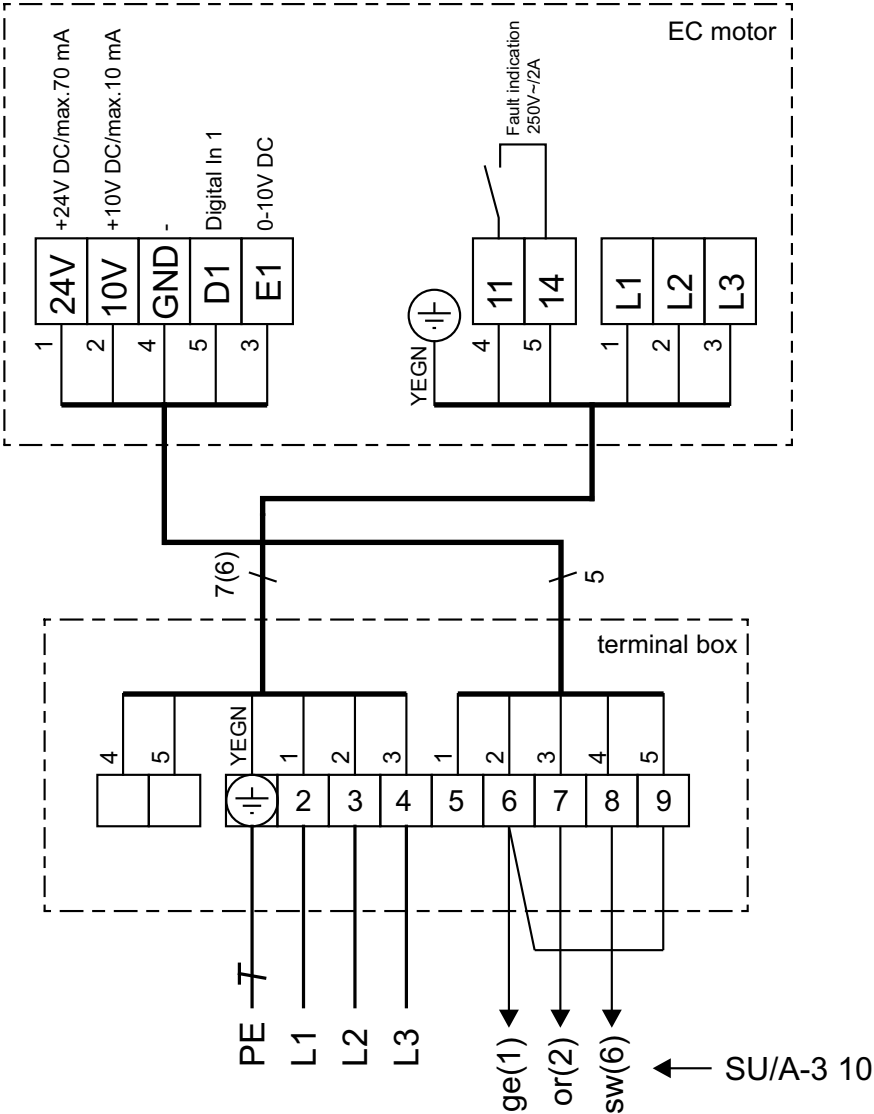 EC motor
+24V DC/max.70 mA
+10V DC/max.10 mA
-
Digital In 1
0-10V DC
Fault indication
250V~/2A
24V
10V
GND
D1
E1
11
14
L1
L2
L3
1
2
4
5
3
YEGN
4
5
1
2
3
7(6)
5
terminal box
4
5
YEGN
1
2
3
1
2
3
4
5
2
3
4
5
6
7
8
9
PE
L1
L2
L3
ge(1)
or(2)
sw(6)
SU/A-3 10